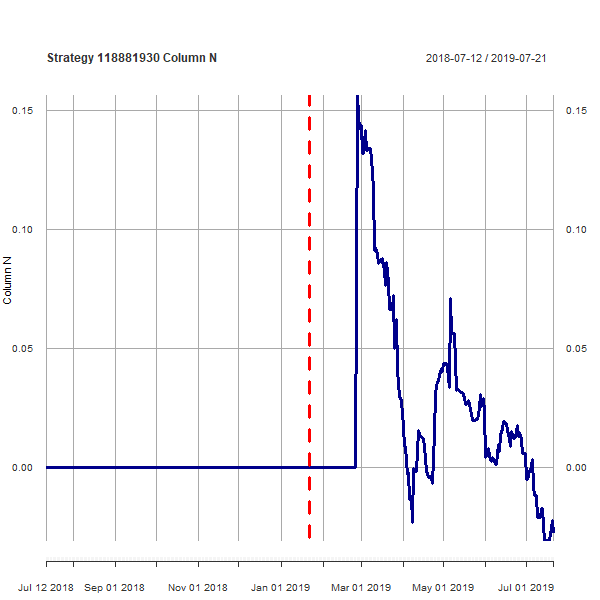 Strategy 118881930 Column N
2018-07-12 / 2019-07-21
0.15
0.15
0.10
0.10
Column N
0.05
0.05
0.00
0.00
Jul 12 2018
Sep 01 2018
Nov 01 2018
Jan 01 2019
Mar 01 2019
May 01 2019
Jul 01 2019